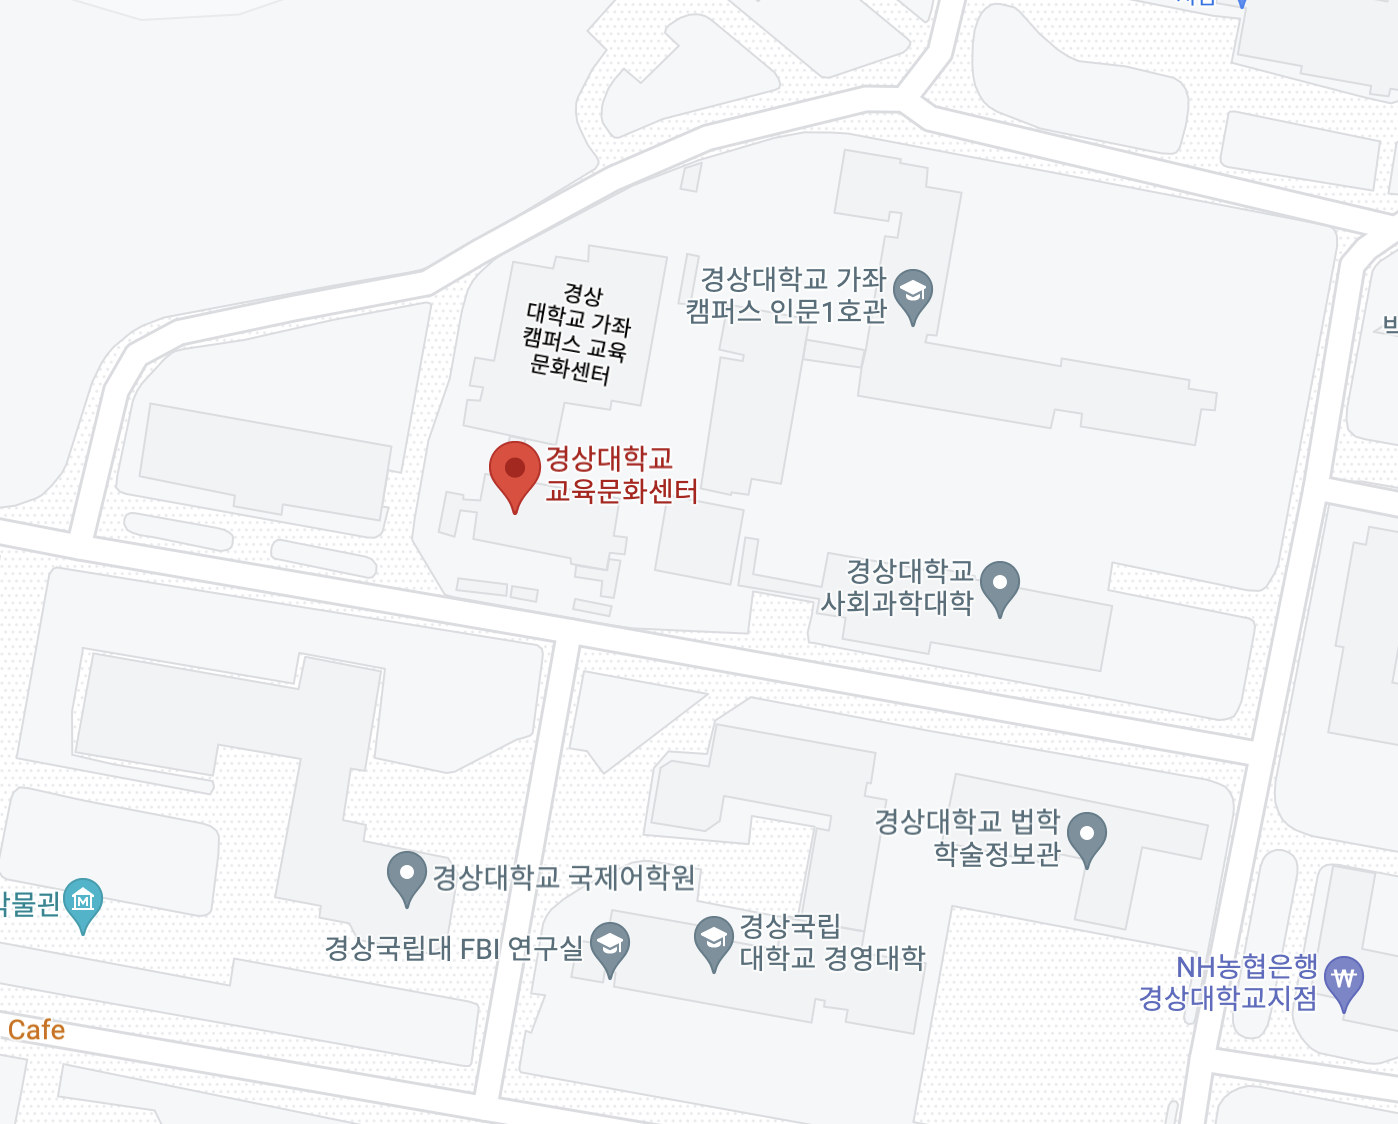 경상대학교 가좌
캠퍼스 인문1호관
경상
대학교 가좌
캠퍼스 교육
문화센터
경상대학교
교육문화센터
경상대학교
사회과학대학
경상대학교 법학
학술정보관
경상대학교 국제어학원
경상국립대 FBI 연구실
경상국립
대학교 경영대학
NH농협은행
경상대학교지점
Cafe